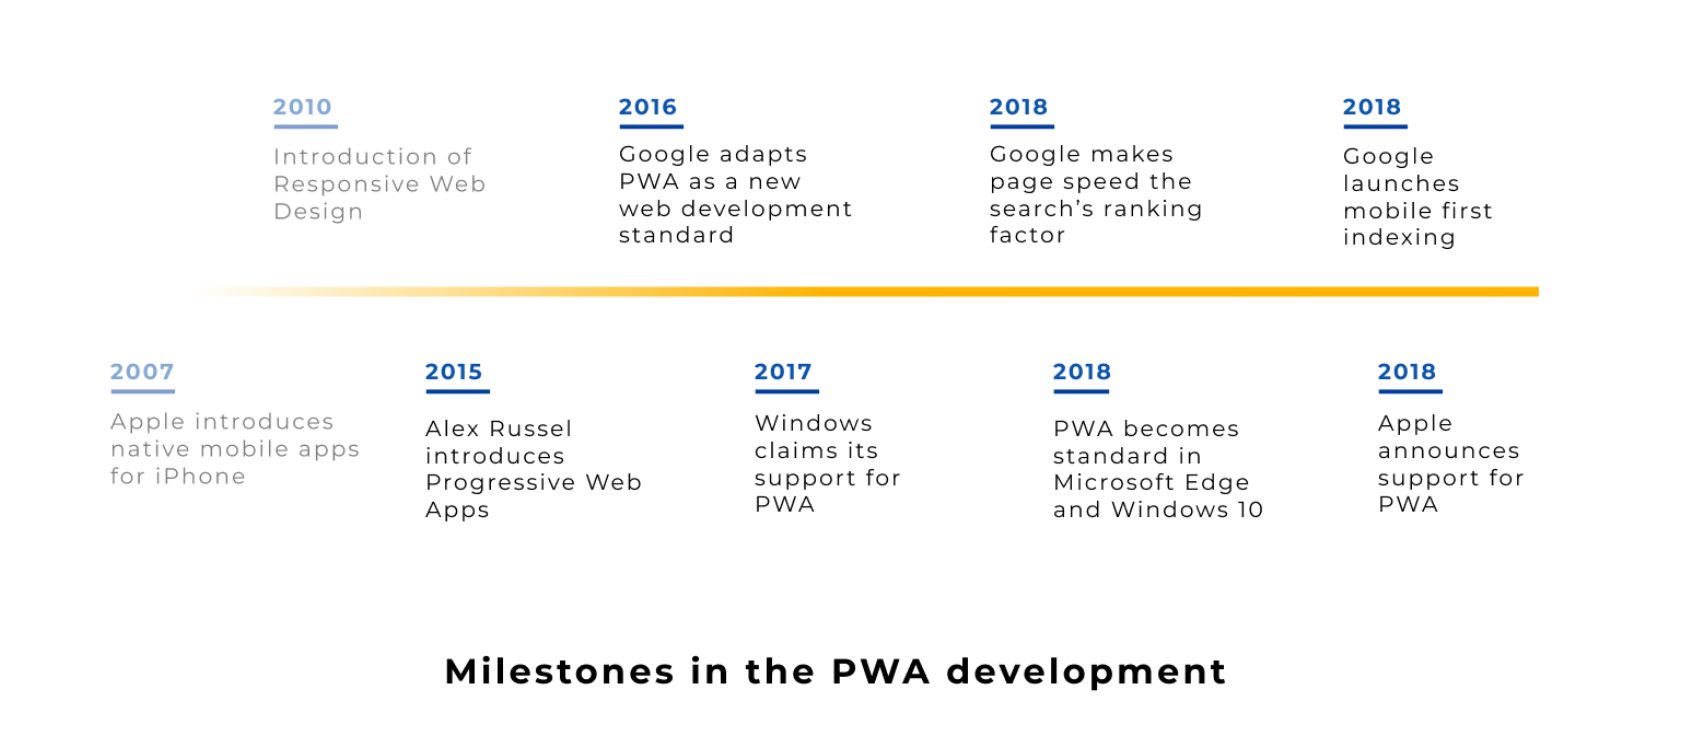 2010
Introduction of
Responsive Web
Design
2016
Google adapts
PWA as a new
web development
standard
2018
Google makes
page speed the
search's ranking
factor
2018
Google
launches
mobile first
indexing
2007
Apple introduces
native mobile apps
for iPhone
2015
Alex Russel
introduces
Progressive Web
Apps
2017
Windows
claims its
support for
PWA
2018
PWA becomes
standard in
Microsoft Edge
and Windows 10
2018
Apple
announces
support for
PWA
Milestones in the PWA development